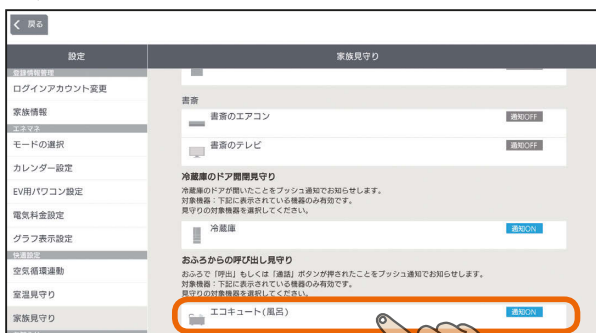 戻る
設定
家族見守り
登録情報管理
ログインアカウント変更
家族情報
エネマネ
モードの選択
カレンダー設定
EV用パワコン設定
電気料金設定
グラフ表示設定
快適設定
空気循環連動
室温見守り
家族見守り
書斎
書斎のエアコン
通知OFF
書斎のテレビ
通知OFF
冷蔵庫のドア開閉見守り
冷蔵庫のドアが開いたことをプッシュ通知でお知らせします。
対象機器：下記に表示されている機器のみ有効です。
見守りの対象機器を選択してください。
冷蔵庫
通知ON
おふろからの呼び出し見守り
おふろで「呼出」もしくは「通話」ボタンが押されたことをプッシュ通知でお知らせします。
対象機器：下記に表示されている機器のみ有効です。
見守りの対象機器を選択してください。
エコキュート(風呂)
通知ON